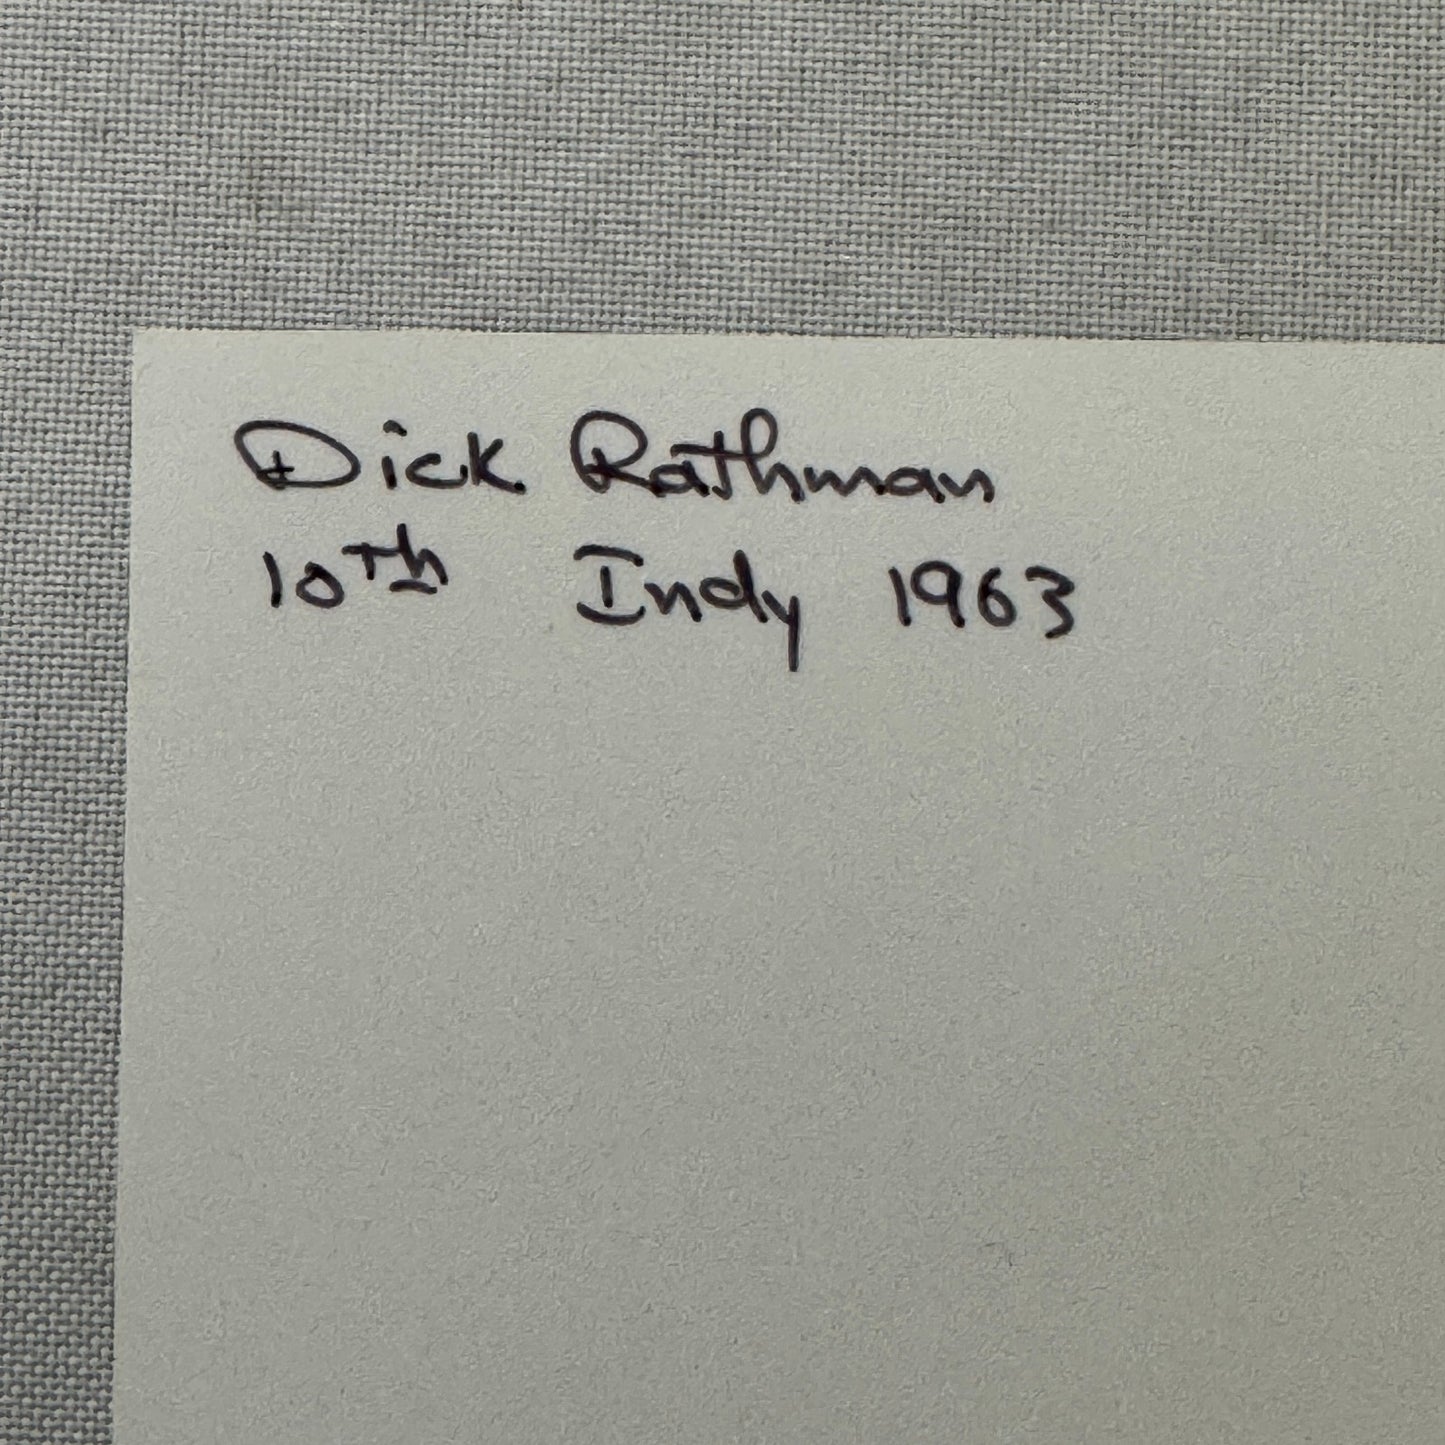 Dick Rathman
10th Indy 1963